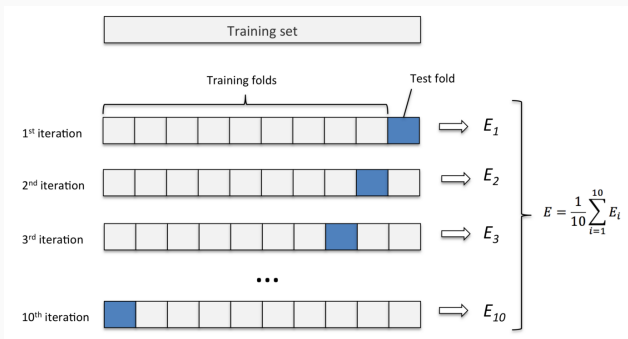 Training set
Training folds
Test fold
1st iteration
E1
2nd iteration
E2
3rd iteration
E3
...
10th iteration
E10
E = 1/10 ∑ i=1 10 Ei